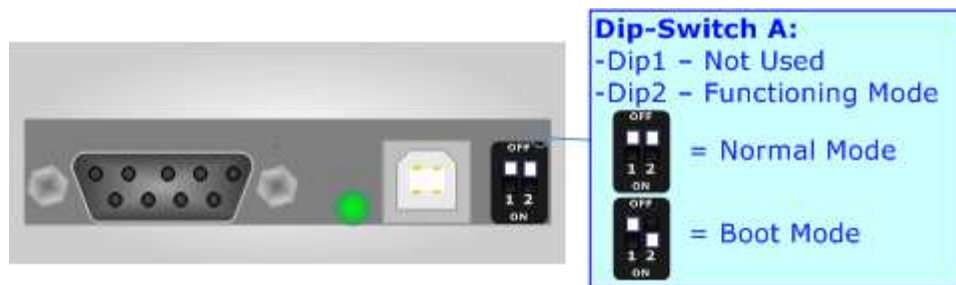 Dip-Switch A:
-Dip1 – Not Used
-Dip2 – Functioning Mode
OFF
1 2
ON
= Normal Mode
OFF
1 2
ON
= Boot Mode
OFF
1 2
ON